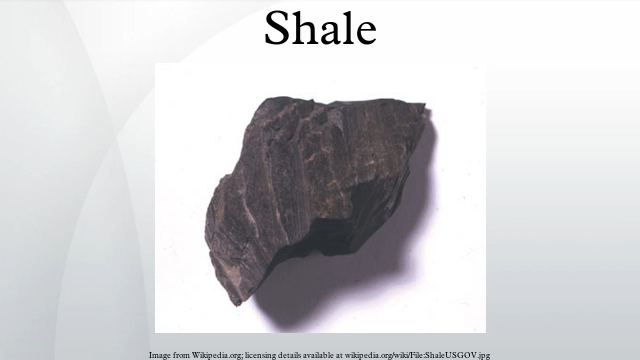 Shale
Image from Wikipedia.org; licensing details available at wikipedia.org/wiki/File:ShaleUSGOV.jpg